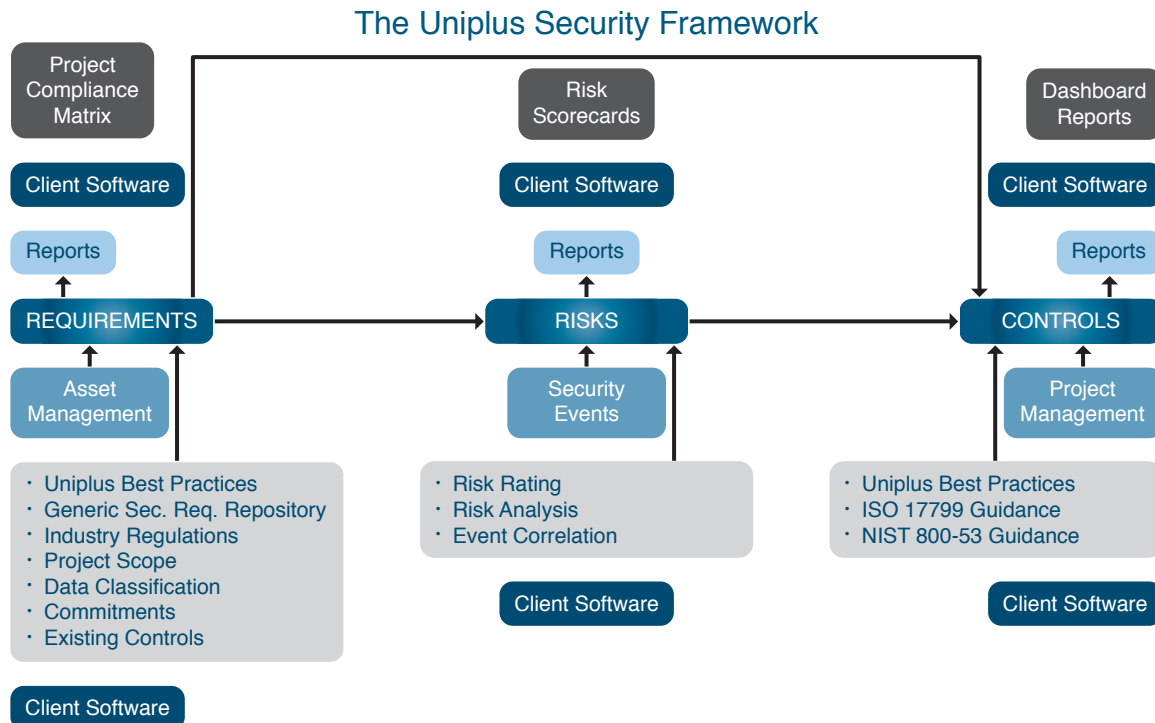 The Uniplus Security Framework
Project
Compliance
Matrix
Risk
Scorecards
Dashboard
Reports
Client Software
Client Software
Client Software
Reports
Reports
Reports
REQUIREMENTS
RISKS
CONTROLS
Asset
Management
Security
Events
Project
Management
· Uniplus Best Practices
· Generic Sec. Req. Repository
· Industry Regulations
· Project Scope
· Data Classification
· Commitments
· Existing Controls
· Risk Rating
· Risk Analysis
· Event Correlation
· Uniplus Best Practices
· ISO 17799 Guidance
· NIST 800-53 Guidance
Client Software
Client Software
Client Software